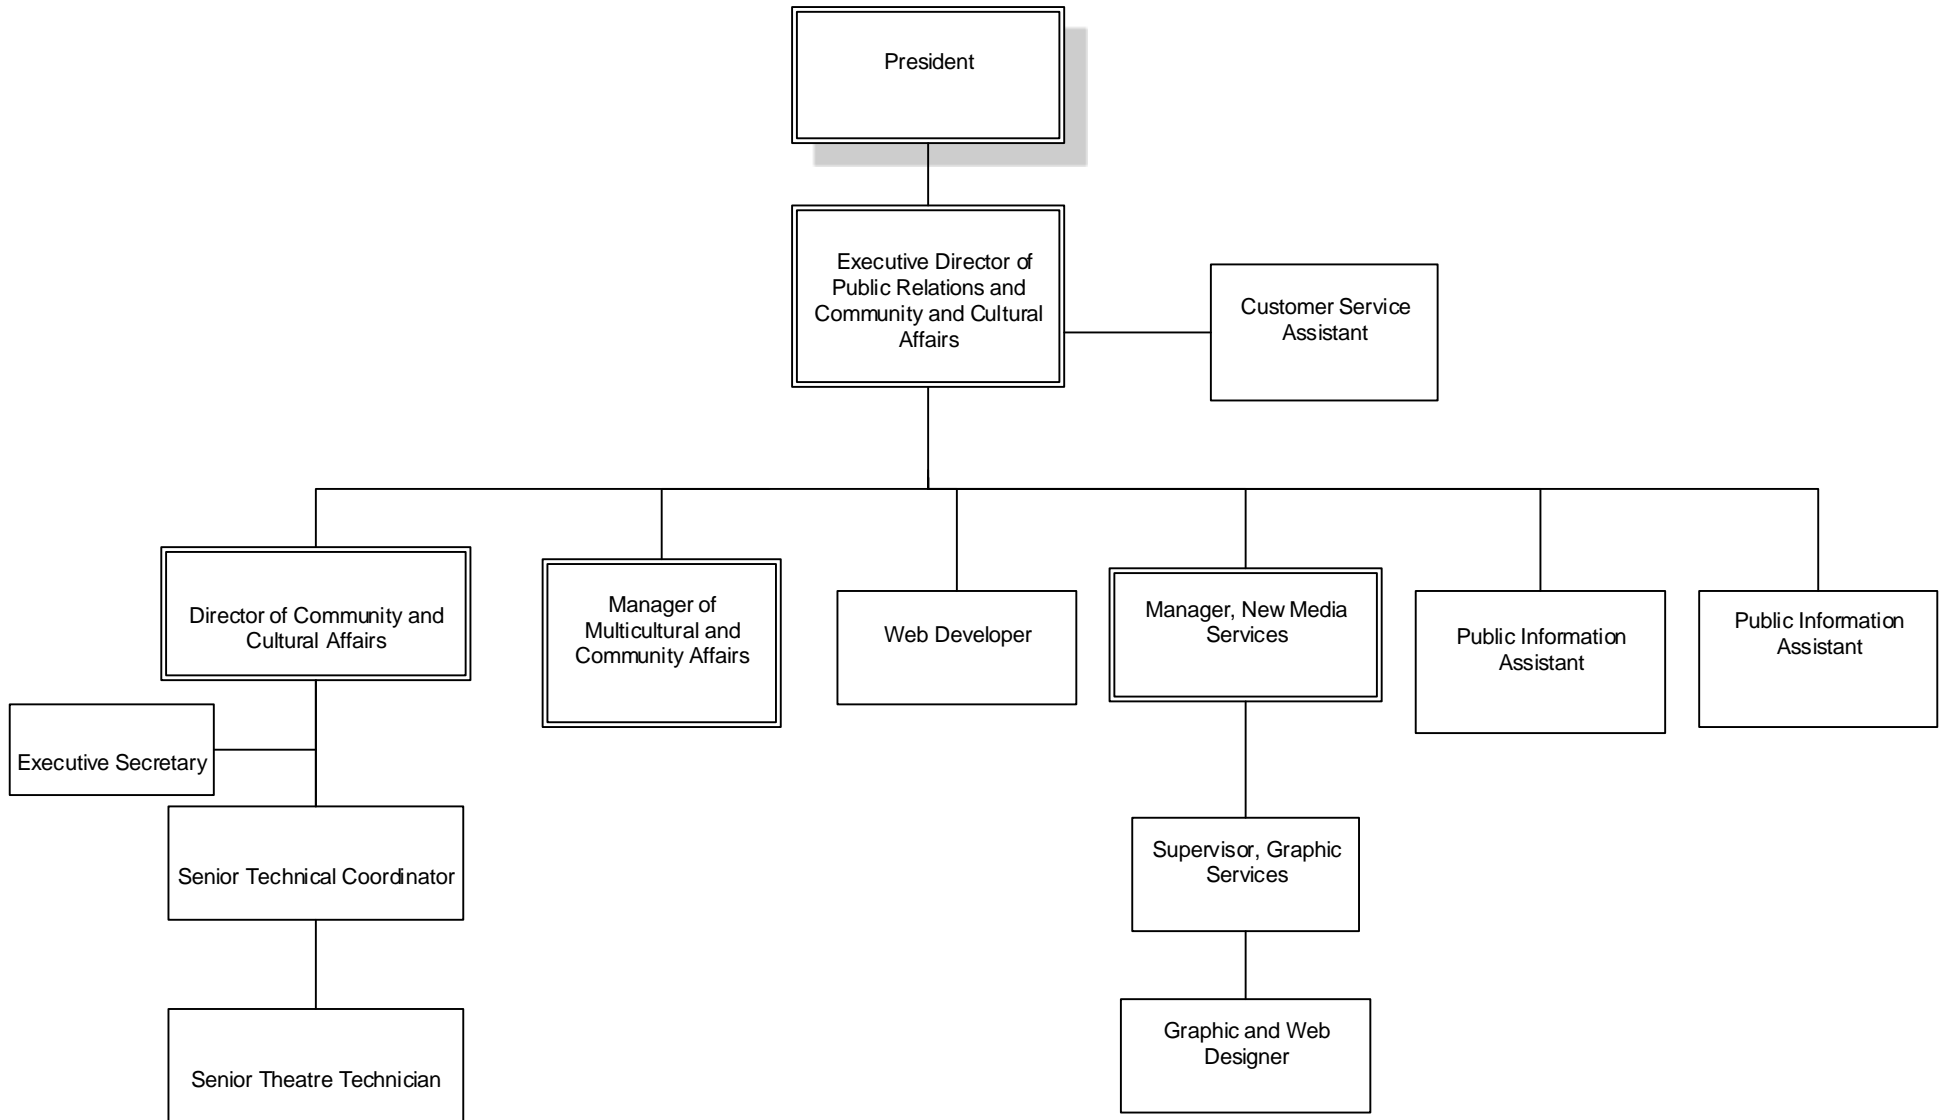 President
Executive Director of
Public Relations and
Community and Cultural
Affairs
Customer Service
Assistant
Director of Community and
Cultural Affairs
Manager of
Multicultural and
Community Affairs
Web Developer
Manager, New Media
Services
Public Information
Assistant
Public Information
Assistant
Executive Secretary
Senior Technical Coordinator
Supervisor, Graphic
Services
Senior Theatre Technician
Graphic and Web
Designer